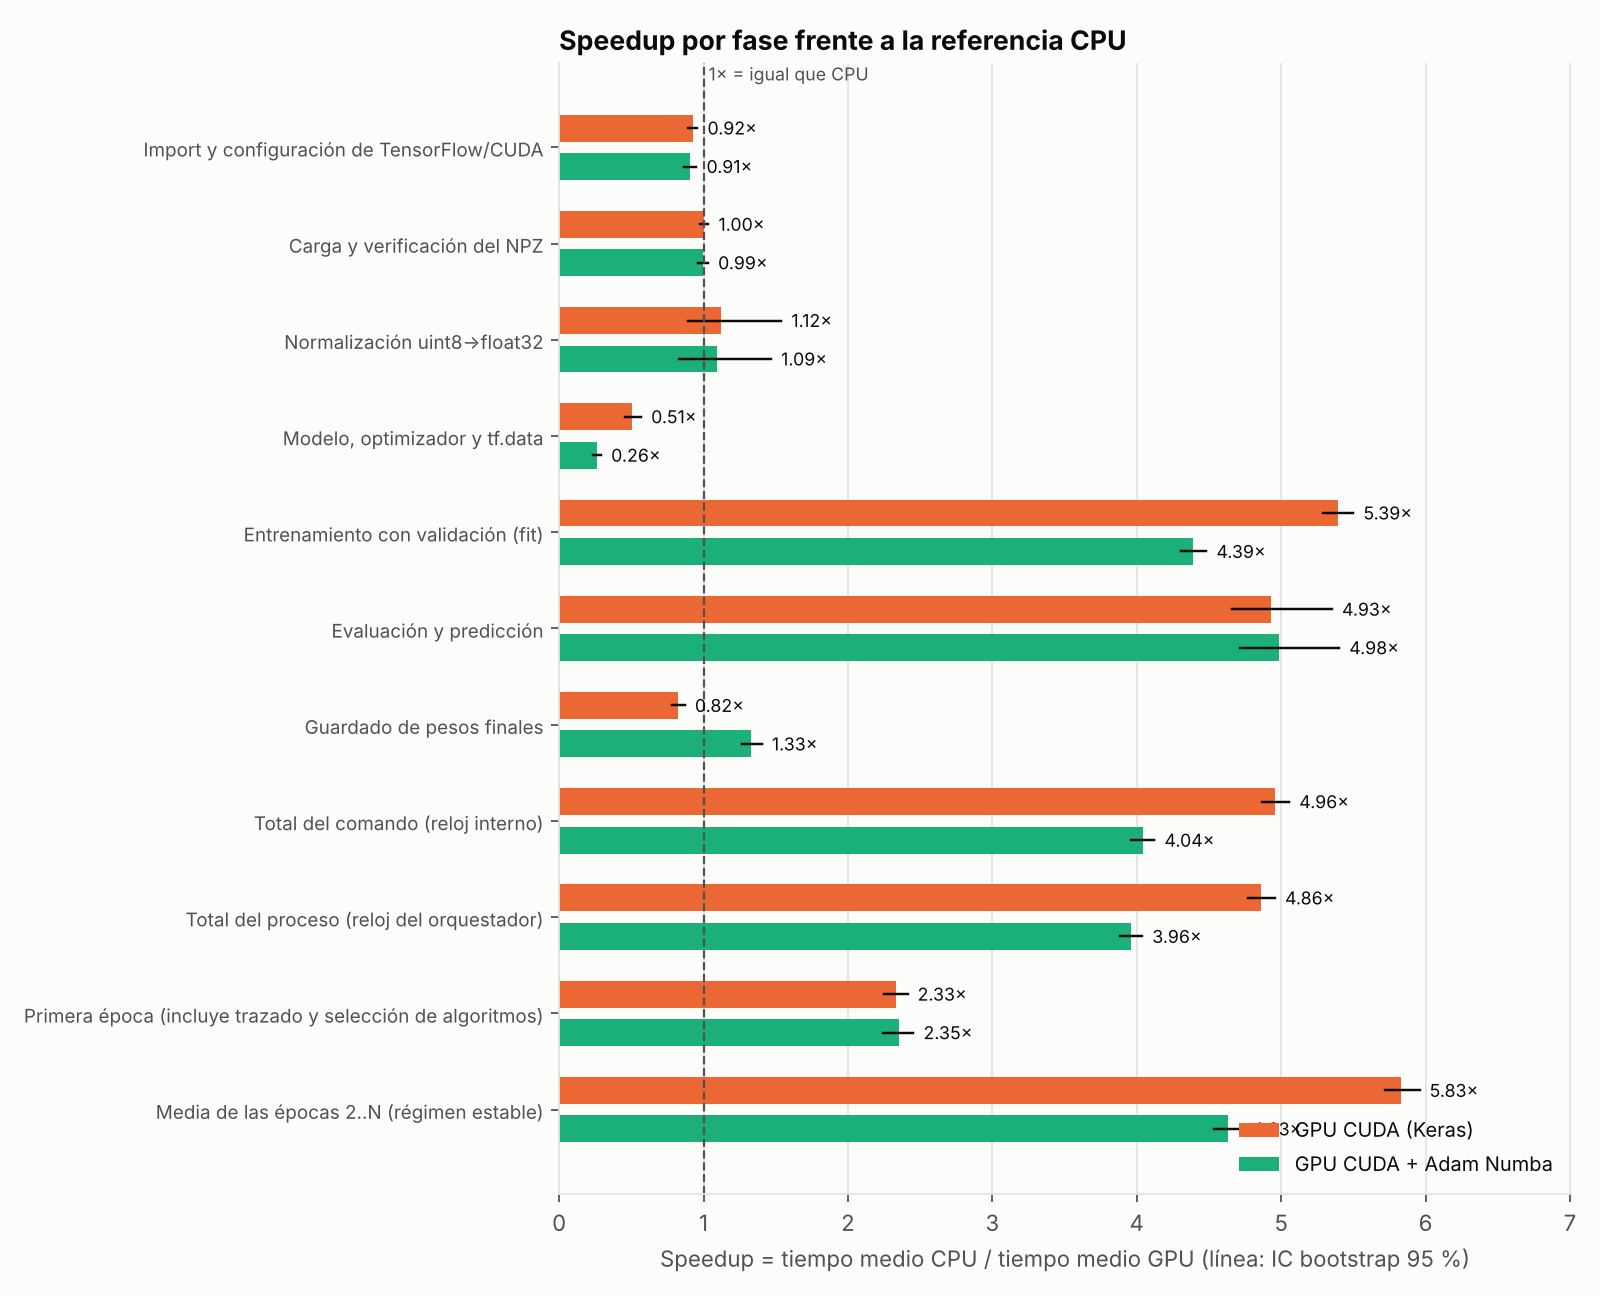 Speedup por fase frente a la referencia CPU
1× = igual que CPU
Import y configuración de TensorFlow/CUDA
0.92×
0.91×
Carga y verificación del NPZ
1.00×
0.99×
Normalización uint8→float32
1.12×
1.09×
Modelo, optimizador y tf.data
0.51×
0.26×
Entrenamiento con validación (fit)
5.39×
4.39×
Evaluación y predicción
4.93×
4.98×
Guardado de pesos finales
0.82×
1.33×
Total del comando (reloj interno)
4.96×
4.04×
Total del proceso (reloj del orquestador)
4.86×
3.96×
Primera época (incluye trazado y selección de algoritmos)
2.33×
2.35×
Media de las épocas 2..N (régimen estable)
5.83×
GPU CUDA (Keras)
GPU CUDA + Adam Numba
0 1 2 3 4 5 6 7
Speedup = tiempo medio CPU / tiempo medio GPU (línea: IC bootstrap 95 %)